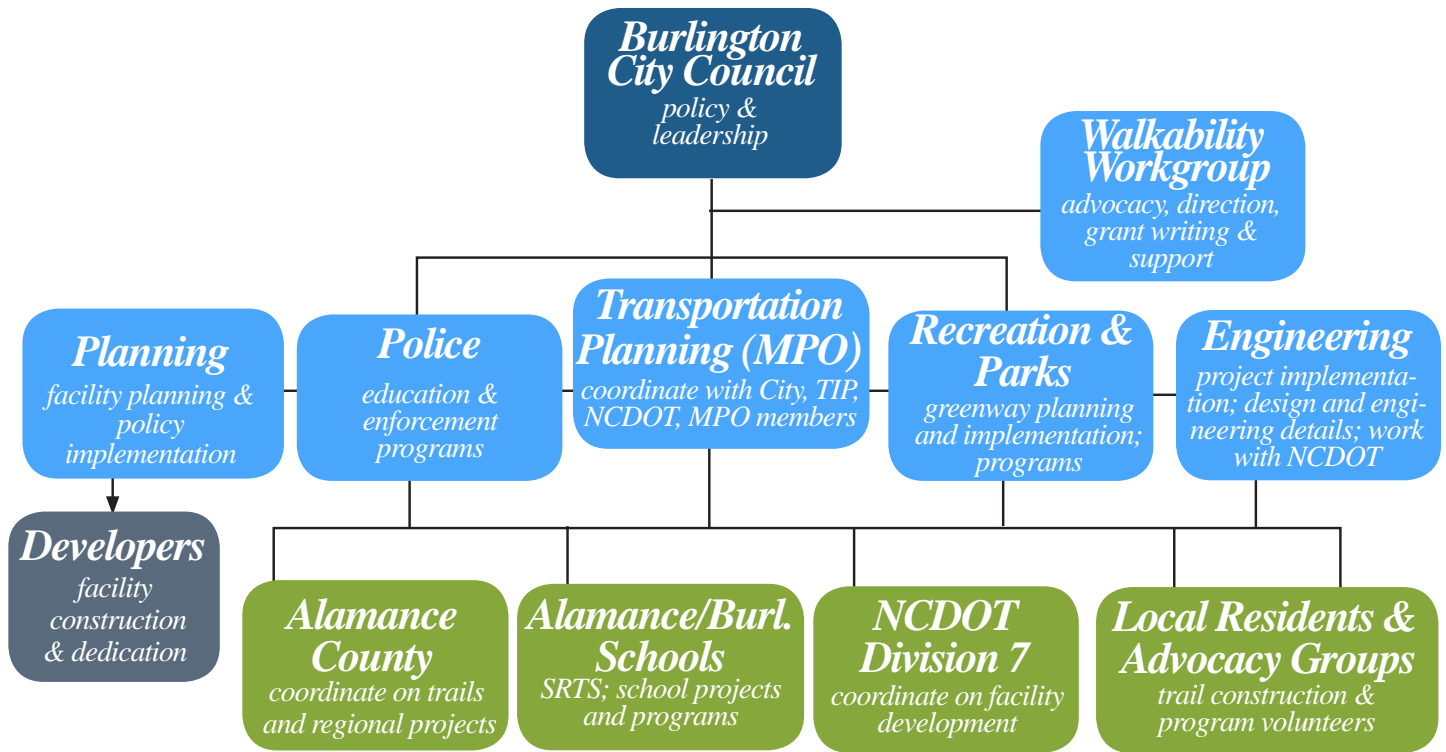 Burlington
City Council
policy &
leadership
Walkability
Workgroup
advocacy, direction,
grant writing &
support
Planning
facility planning &
policy
implementation
Police
education &
enforcement
programs
Transportation
Planning (MPO)
coordinate with City, TIP,
NCDOT, MPO members
Recreation &
Parks
greenway planning
and implementation;
programs
Engineering
project implementa-
tion; design and engi-
neering details; work
with NCDOT
Developers
facility
construction
& dedication
Alamance
County
coordinate on trails
and regional projects
Alamance/Burl.
Schools
SRTS; school projects
and programs
NCDOT
Division 7
coordinate on facility
development
Local Residents &
Advocacy Groups
trail construction &
program volunteers